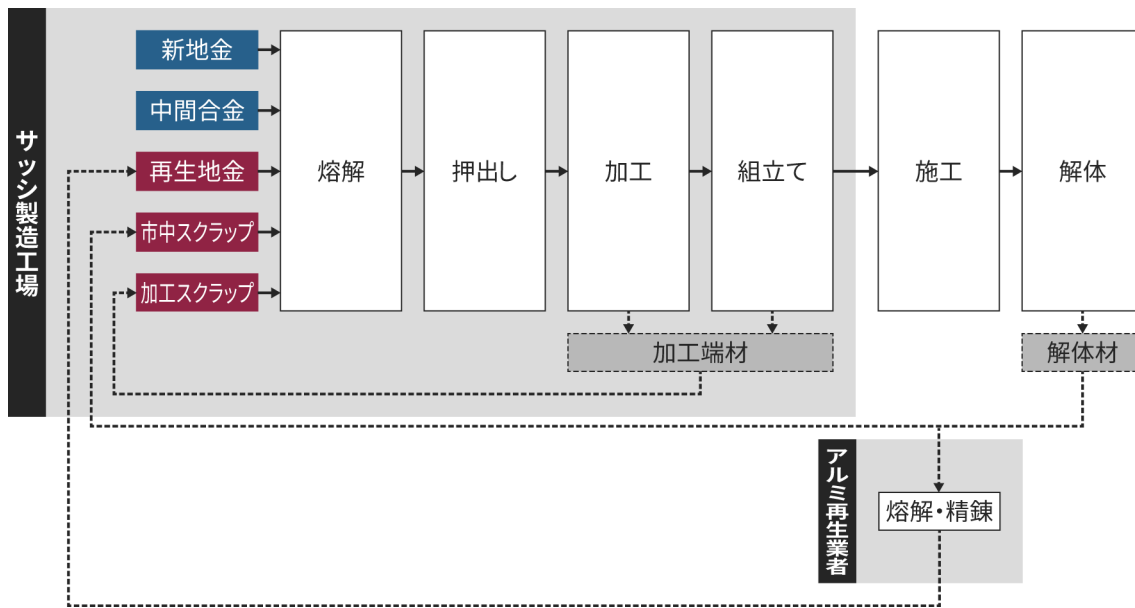 サッシ製造工場
新地金
中間合金
再生地金
市中スクラップ
加工スクラップ
熔解
押出し
加工
組立て
施工
解体
加工端材
解体材
アルミ再生業者
熔解・精錬